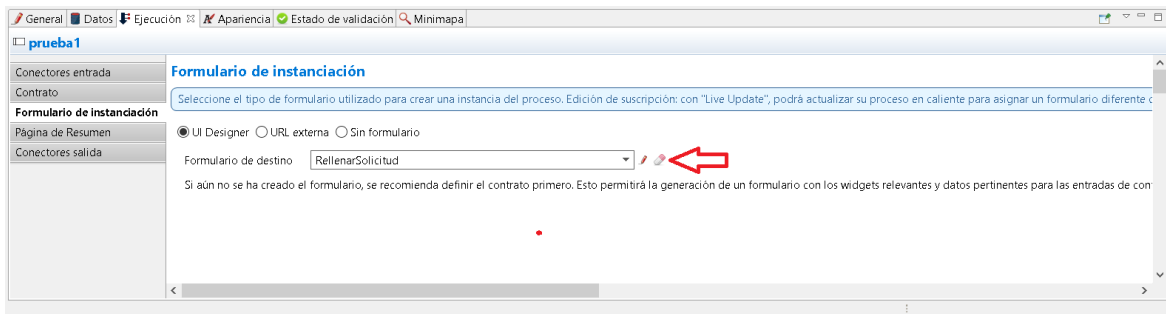 General Datos Ejecución Apariencia Estado de validación Minimapa
prueba1
Conectores entrada
Contrato
Formulario de instanciación
Página de Resumen
Conectores salida
Formulario de instanciación
Seleccione el tipo de formulario utilizado para crear una instancia del proceso. Edición de suscripción: con "Live Update", podrá actualizar su proceso en caliente para asignar un formulario diferente
UI Designer URL externa Sin formulario
Formulario de destino RellenarSolicitud
Si aún no se ha creado el formulario, se recomienda definir el contrato primero. Esto permitirá la generación de un formulario con los widgets relevantes y datos pertinentes para las entradas de